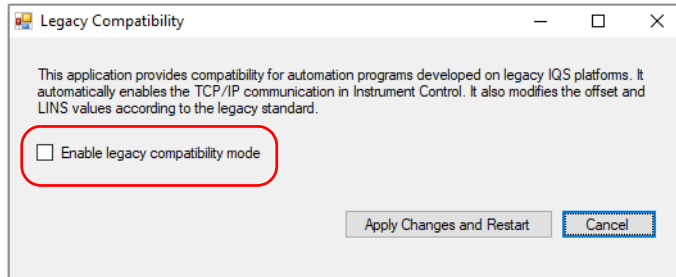 Legacy Compatibility
This application provides compatibility for automation programs developed on legacy IQS platforms. It
automatically enables the TCP/IP communication in Instrument Control. It also modifies the offset and
LINS values according to the legacy standard.
Enable legacy compatibility mode
Apply Changes and Restart
Cancel